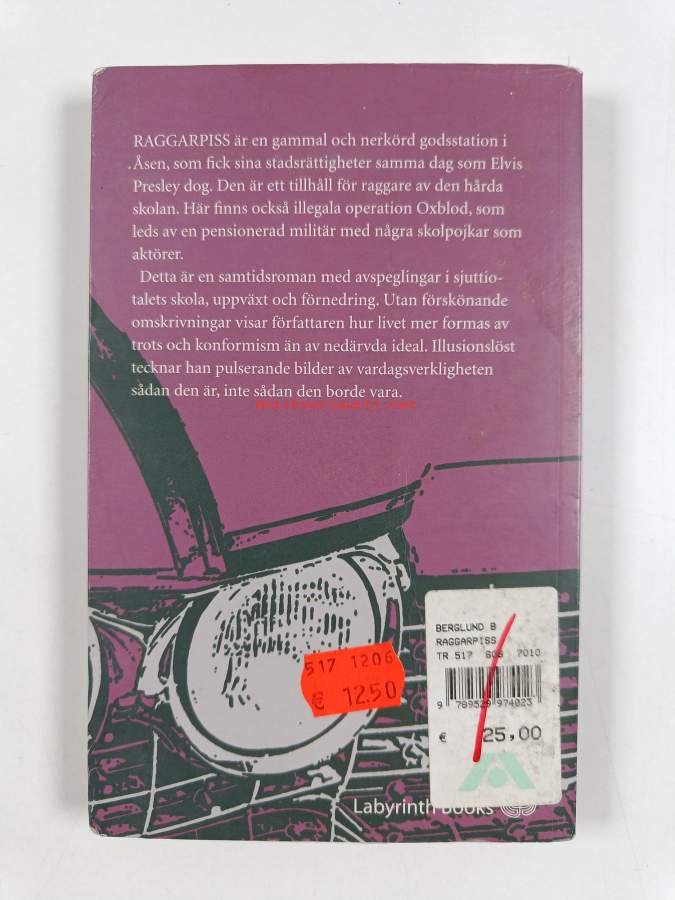 RAGGARPISS är en gammal och nerkörd godsstation i
Åsen, som fick sina stadsrättigheter samma dag som Elvis
Presley dog. Den är ett tillhåll för raggare av den hårda
skolan. Här finns också illegala operation Oxblod, som
leds av en pensionerad militär med några skolpojkar som
aktörer.
Detta är en samtidsroman med avspeglingar i sjuttio-
talets skola, uppväxt och förnedring. Utan förskönande
omskrivningar visar författaren hur livet mer formas av
trots och konformism än av nedärvda ideal. Illusionslöst
tecknar han pulserande bilder av vardagsverkligheten
sådan den är, inte sådan den borde vara.
517 1206
€ 12.50
BERGLUND B
RAGGARPISS
TR 517 7010
9 789529 974023
€ 25,00
Labyrinth Books